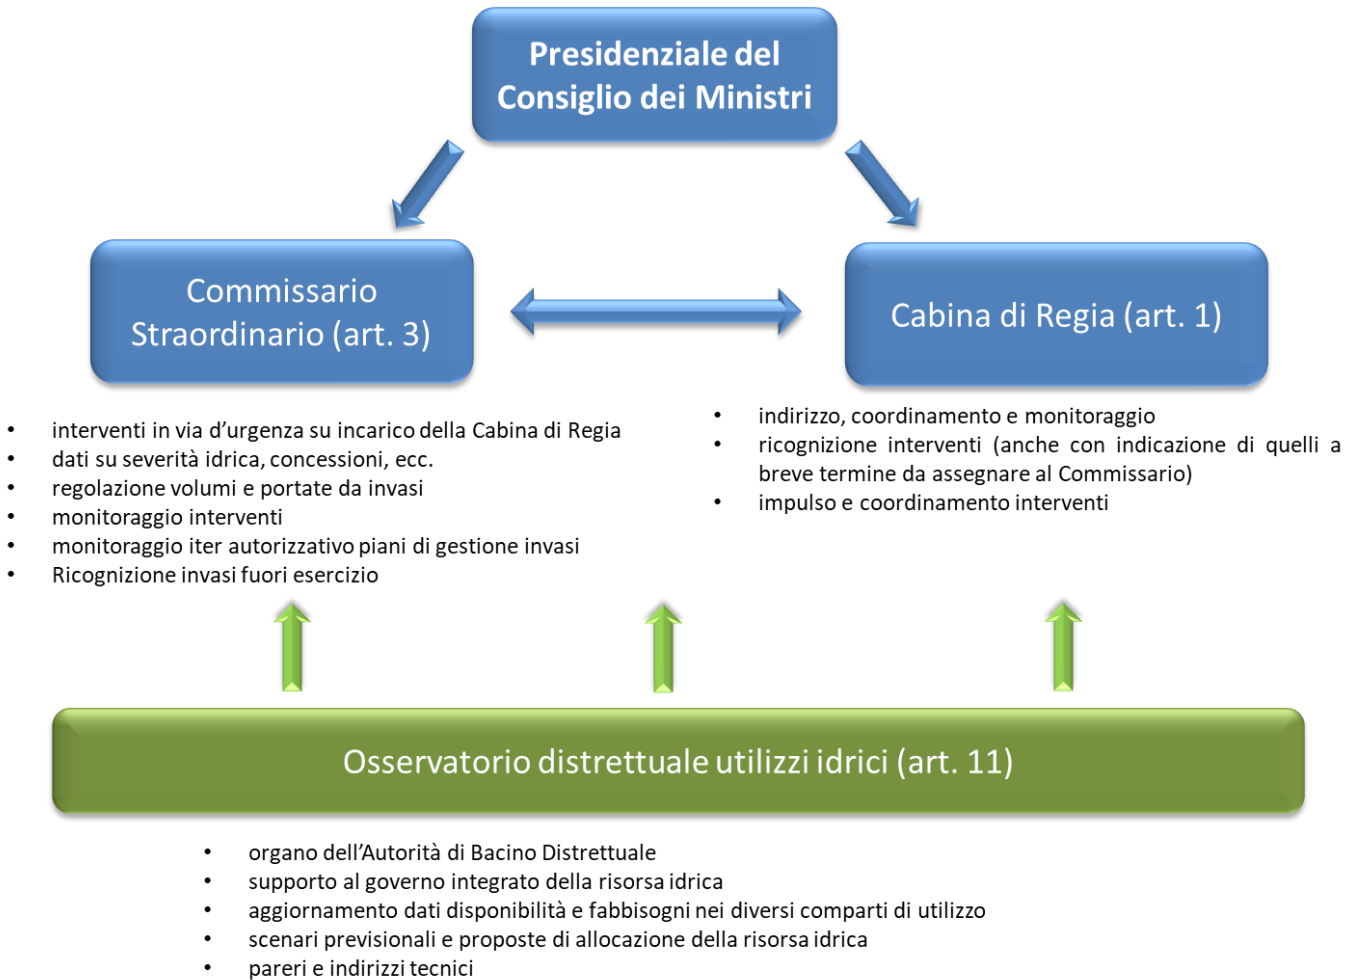 Presidenziale del
Consiglio dei Ministri
Commissario
Straordinario (art. 3)
Cabina di Regia (art. 1)
• interventi in via d'urgenza su incarico della Cabina di Regia
• dati su severità idrica, concessioni, ecc.
• regolazione volumi e portate da invasi
• monitoraggio interventi
• monitoraggio iter autorizzativo piani di gestione invasi
• Ricognizione invasi fuori esercizio
• indirizzo, coordinamento e monitoraggio
• ricognizione interventi (anche con indicazione di quelli a
breve termine da assegnare al Commissario)
• impulso e coordinamento interventi
Osservatorio distrettuale utilizzi idrici (art. 11)
• organo dell'Autorità di Bacino Distrettuale
• supporto al governo integrato della risorsa idrica
• aggiornamento dati disponibilità e fabbisogni nei diversi comparti di utilizzo
• scenari previsionali e proposte di allocazione della risorsa idrica
• pareri e indirizzi tecnici